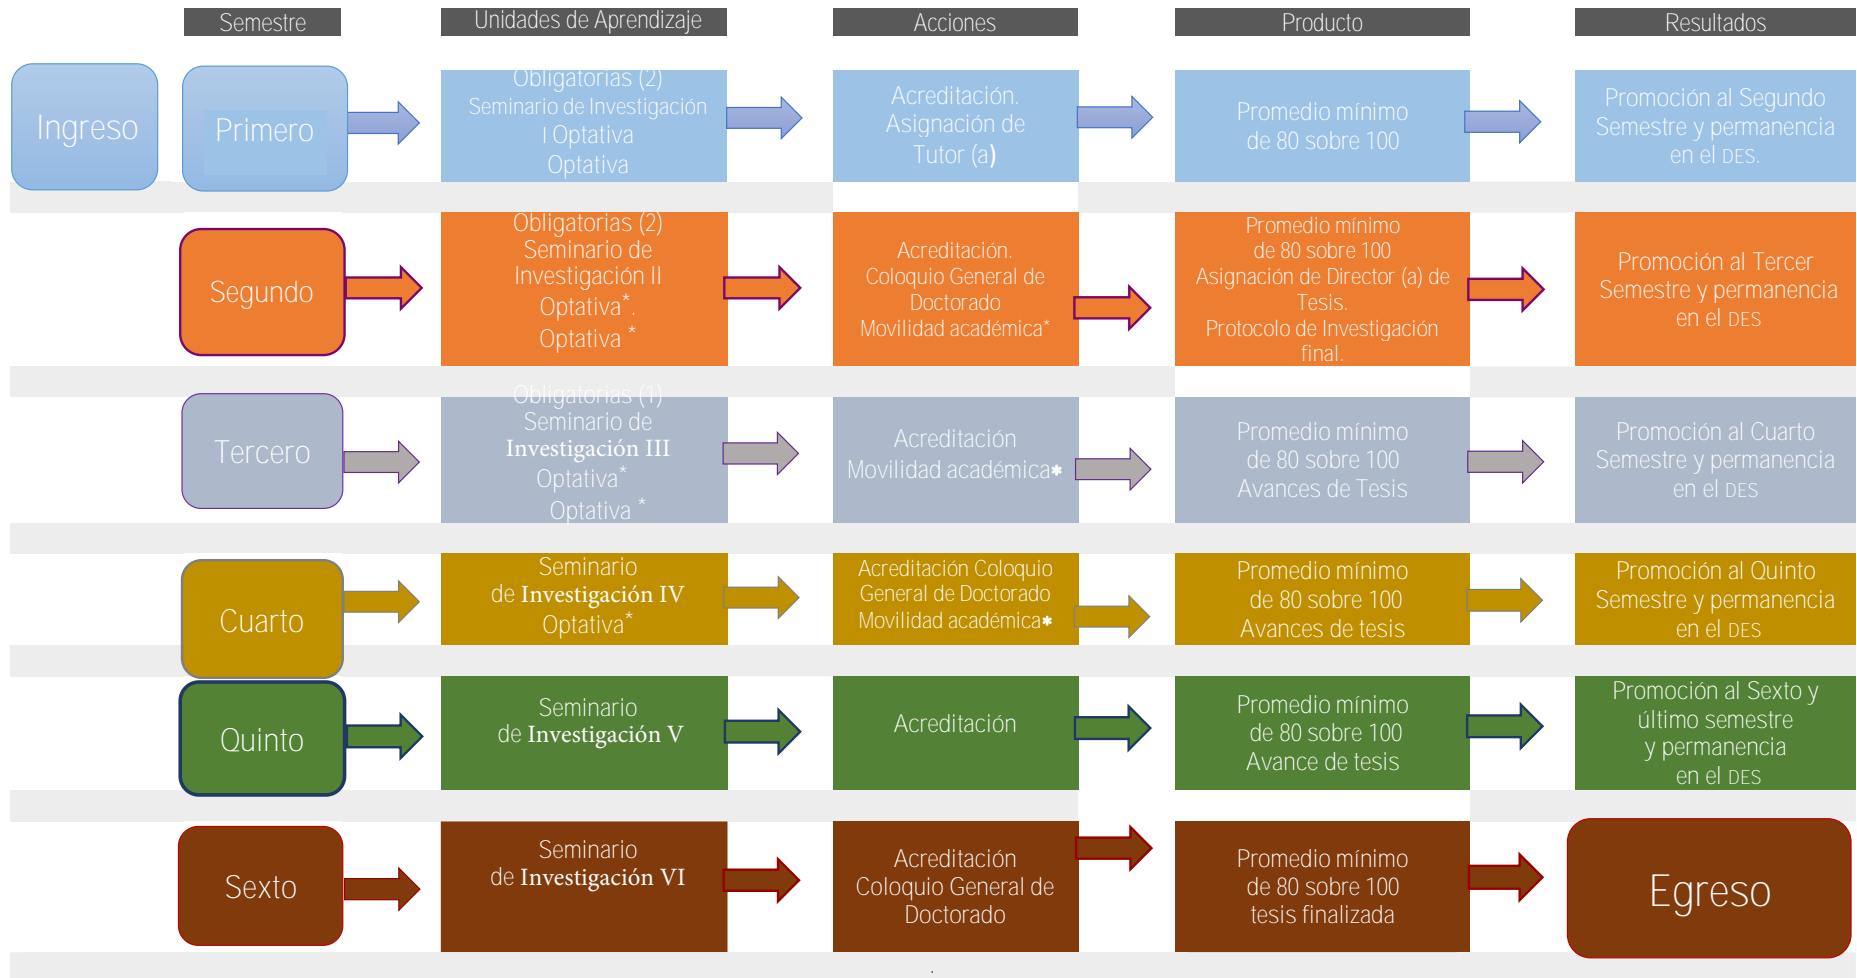 Semestre
Unidades de Aprendizaje
Acciones
Producto
Resultados
Ingreso
Primero
Obligatorias (2)
Seminario de Investigación
I Optativa
Optativa
Acreditación.
Asignación de
Tutor (a)
Promedio mínimo
de 80 sobre 100
Promoción al Segundo
Semestre y permanencia
en el DES.
Segundo
Obligatorias (2)
Seminario de
Investigación II
Optativa*.
Optativa *
Acreditación.
Coloquio General de
Doctorado
Movilidad académica*
Promedio mínimo
de 80 sobre 100
Asignación de Director (a) de
Tesis.
Protocolo de Investigación
final.
Promoción al Tercer
Semestre y permanencia
en el DES
Tercero
Obligatorias (1)
Seminario de
Investigación III
Optativa*
Optativa *
Acreditación
Movilidad académica*
Promedio mínimo
de 80 sobre 100
Avances de Tesis
Promoción al Cuarto
Semestre y permanencia
en el DES
Cuarto
Seminario
de Investigación IV
Optativa*
Acreditación Coloquio
General de Doctorado
Movilidad académica*
Promedio mínimo
de 80 sobre 100
Avances de tesis
Promoción al Quinto
Semestre y permanencia
en el DES
Quinto
Seminario
de Investigación V
Acreditación
Promedio mínimo
de 80 sobre 100
Avance de tesis
Promoción al Sexto y
último semestre
y permanencia
en el DES
Sexto
Seminario
de Investigación VI
Acreditación
Coloquio General de
Doctorado
Promedio mínimo
de 80 sobre 100
tesis finalizada
Egreso
.